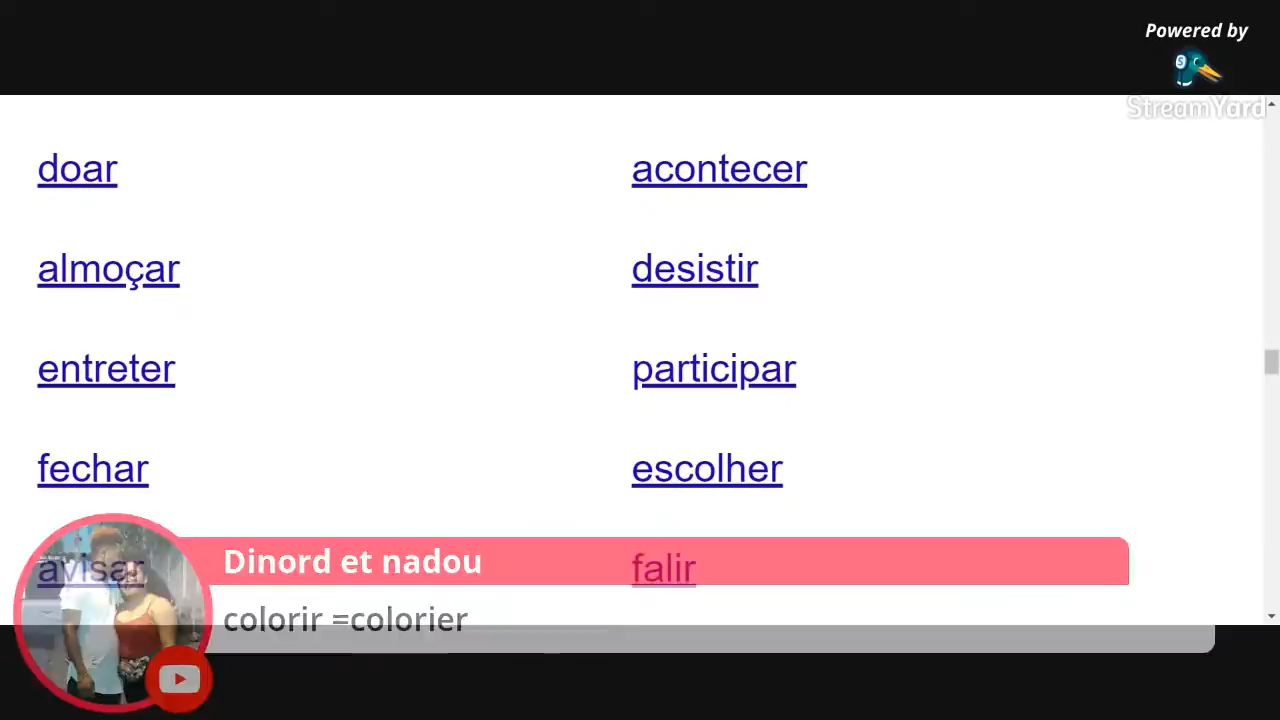 Powered by
StreamYard
doar
acontecer
almoçar
desistir
entreter
participar
fechar
escolher
avisar
falir
Dinord et nadou
colorir =colorier